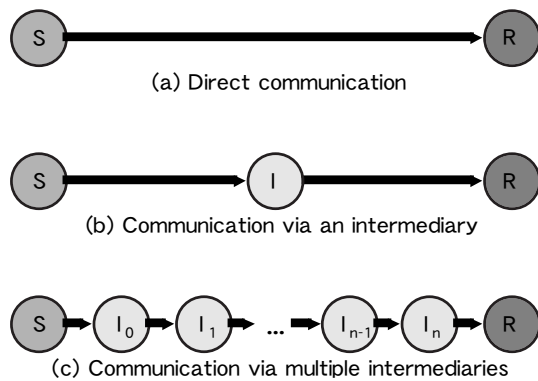 S R
(a) Direct communication
S I R
(b) Communication via an intermediary
S I₀ I₁ ... Iₙ₋₁ Iₙ R
(c) Communication via multiple intermediaries